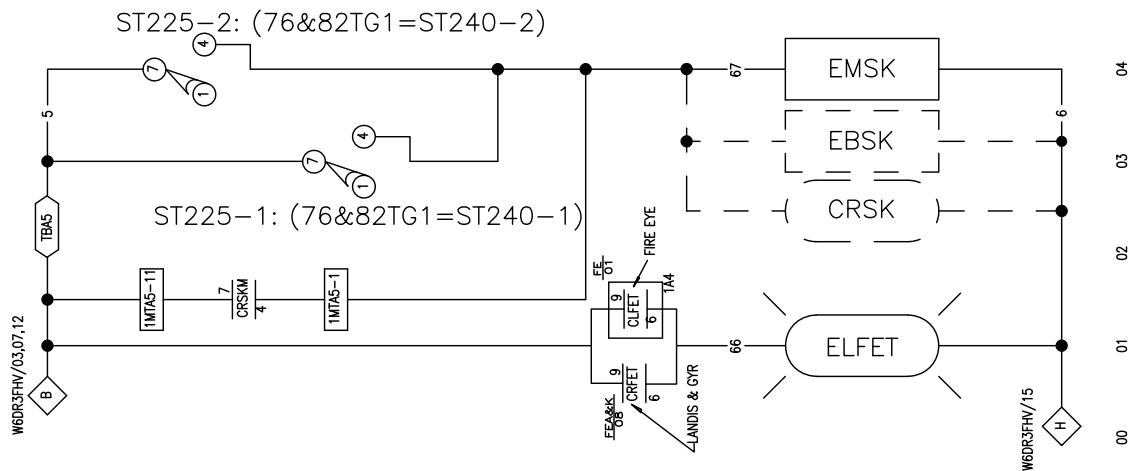 ST225-2: (76&82TG1=ST240-2)
4
7
1
5
67
EMSK
6
04
EBSK
03
4
7
1
ST225-1: (76&82TG1=ST240-1)
CRSK
TBA5
02
FE
01
FIRE EYE
1MTA5-11
7
CRSKM
4
1MTA5-1
9
CLFET
6
1A4
66
ELFET
01
9
CRFET
6
FEA&K
08
LANDIS & GYR
W6DR3FHV/03,07,12
B
W6DR3FHV/15
H
00